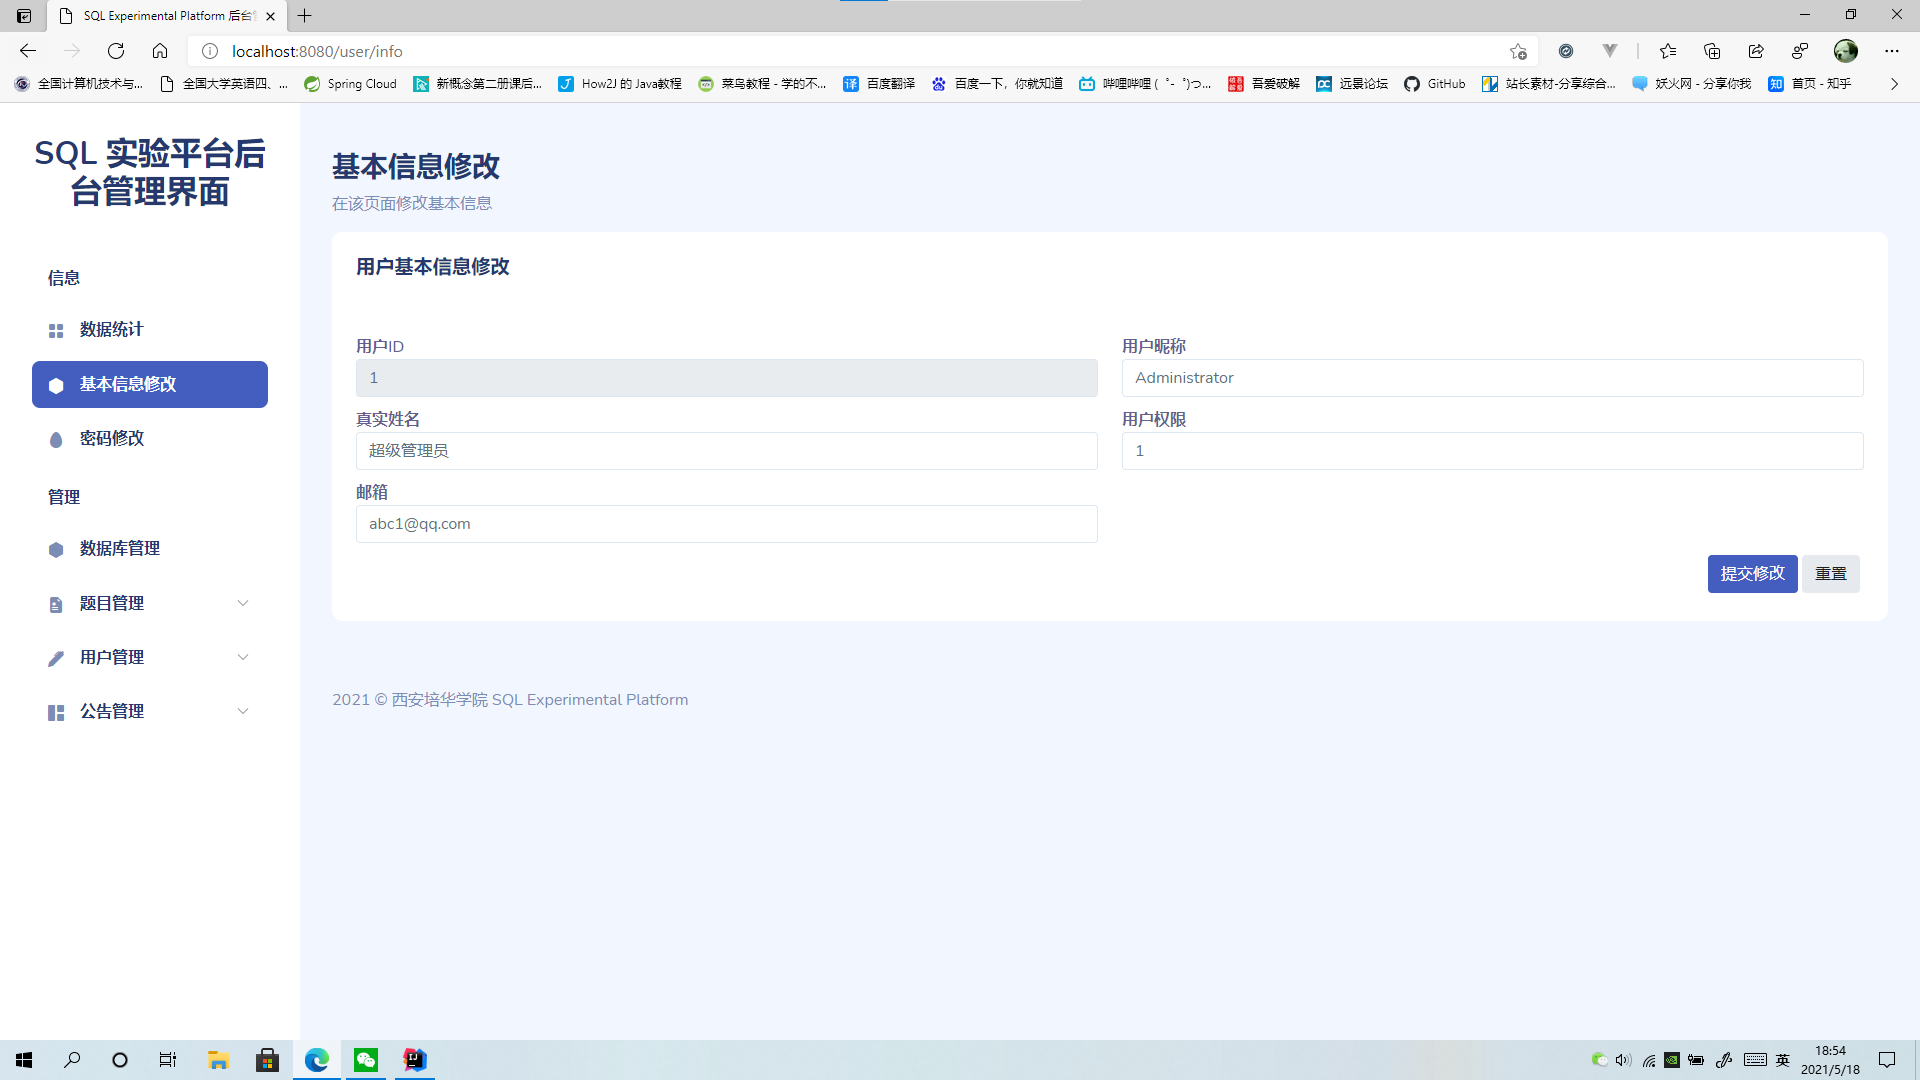 SQL Experimental Platform 后台
localhost:8080/user/info
全国计算机技术与...
全国大学英语四、...
Spring Cloud
新概念第二册课后...
How2J 的 Java教程
菜鸟教程 - 学的不...
百度翻译
百度一下，你就知道
哔哩哔哩 (゜-゜)つ...
吾爱破解
远景论坛
GitHub
站长素材-分享综合...
妖火网 - 分享你我
首页 - 知乎
SQL 实验平台后
台管理界面
信息
数据统计
基本信息修改
密码修改
管理
数据库管理
题目管理
用户管理
公告管理
基本信息修改
在该页面修改基本信息
用户基本信息修改
用户ID
1
用户昵称
Administrator
真实姓名
超级管理员
用户权限
1
邮箱
abc1@qq.com
提交修改
重置
2021 © 西安培华学院 SQL Experimental Platform
英
18:54
2021/5/18